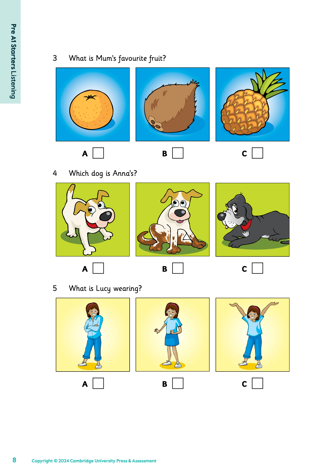 Pre A1 Starters Listening
3 What is Mum's favourite fruit?
A B C
4 Which dog is Anna's?
A B C
5 What is Lucy wearing?
A B C
8 Copyright © 2024 Cambridge University Press & Assessment